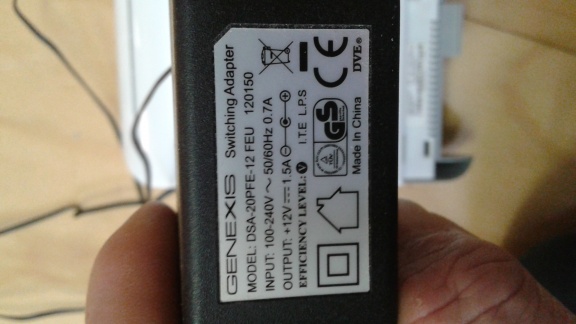 GENEXIS Switching Adapter
MODEL: DSA-20PFE-12 FEU 120150
INPUT: 100-240V ~ 50/60Hz 0.7A
OUTPUT: +12V⎓1.5A
EFFICIENCY LEVEL: V I.T.E L.P.S
GS
CE
DVE®
Made In China